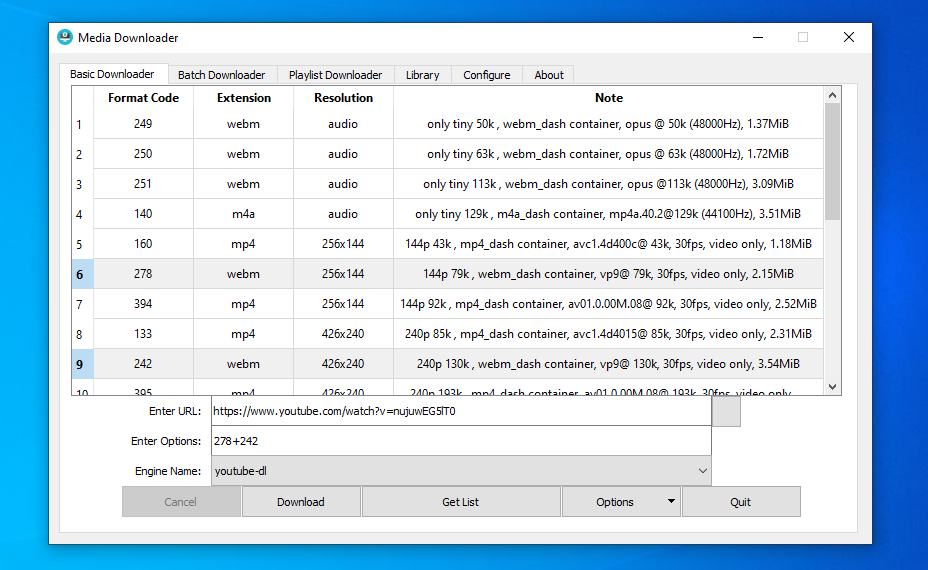 Media Downloader
Basic Downloader Batch Downloader Playlist Downloader Library Configure About
Format Code Extension Resolution Note
1 249 webm audio only tiny 50k , webm_dash container, opus @ 50k (48000Hz), 1.37MiB
2 250 webm audio only tiny 63k , webm_dash container, opus @ 63k (48000Hz), 1.72MiB
3 251 webm audio only tiny 113k , webm_dash container, opus @113k (48000Hz), 3.09MiB
4 140 m4a audio only tiny 129k , m4a_dash container, mp4a.40.2@129k (44100Hz), 3.51MiB
5 160 mp4 256x144 144p 43k , mp4_dash container, avc1.4d400c@ 43k, 30fps, video only, 1.18MiB
6 278 webm 256x144 144p 79k , webm_dash container, vp9@ 79k, 30fps, video only, 2.15MiB
7 394 mp4 256x144 144p 92k , mp4_dash container, av01.0.00M.08@ 92k, 30fps, video only, 2.52MiB
8 133 mp4 426x240 240p 85k , mp4_dash container, avc1.4d4015@ 85k, 30fps, video only, 2.31MiB
9 242 webm 426x240 240p 130k , webm_dash container, vp9@ 130k, 30fps, video only, 3.54MiB
10 395 mp4 426x240 240p 193k , mp4_dash container, av01.0.00M.08@ 193k, 30fps, video only,
Enter URL: https://www.youtube.com/watch?v=nujuwEG5lT0
Enter Options: 278+242
Engine Name: youtube-dl
Cancel Download Get List Options Quit